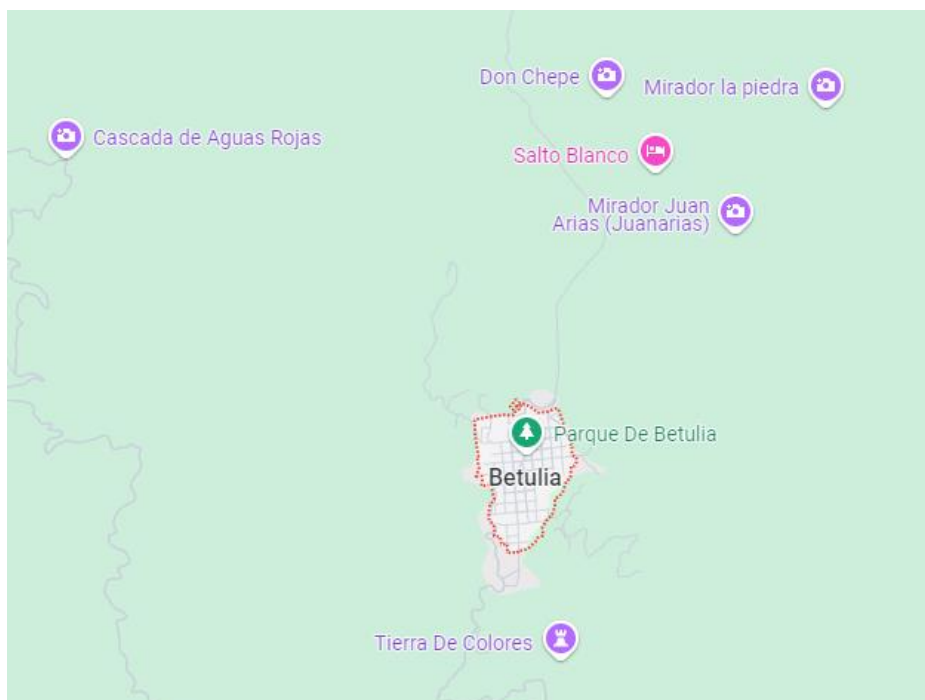 Don Chepe
Mirador la piedra
Cascada de Aguas Rojas
Salto Blanco
Mirador Juan
Arias (Juanarias)
Parque De Betulia
Betulia
Tierra De Colores